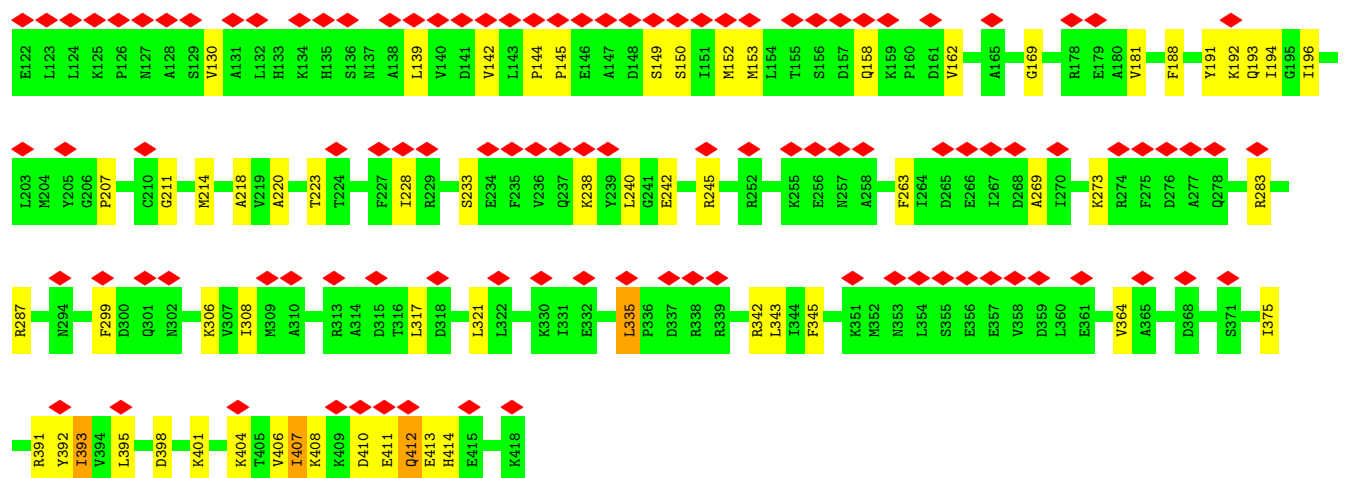 E122 L123 L124 K125 P126 N127 A128 S129 V130 A131 L132 H133 K134 H135 S136 N137 A138 L139 V140 D141 V142 L143 P144 P145 E146 A147 D148 S149 S150 I151 M152 M153 L154 T155 S156 D157 Q158 K159 P160 D161 V162 A165 G169 R178 E179 A180 V181 F188 Y191 K192 Q193 I194 G195 I196
L203 M204 Y205 G206 P207 C210 G211 M214 A218 V219 A220 T223 T224 F227 I228 R229 S233 E234 F235 V236 Q237 K238 Y239 L240 G241 E242 R245 R252 K255 E256 N257 A258 F263 I264 D265 E266 I267 D268 A269 I270 K273 R274 F275 D276 A277 Q278 R283
R287 N294 F299 D300 Q301 N302 K306 V307 I308 M309 A310 R313 A314 D315 T316 L317 D318 L321 L322 K330 I331 E332 L335 P336 D337 R338 R339 R342 L343 I344 F345 K351 M352 N353 L354 S355 E356 E357 V358 D359 L360 E361 V364 A365 D368 S371 I375
R391 Y392 I393 V394 L395 D398 K401 K404 T405 V406 I407 K408 K409 D410 E411 Q412 E413 H414 E415 K418